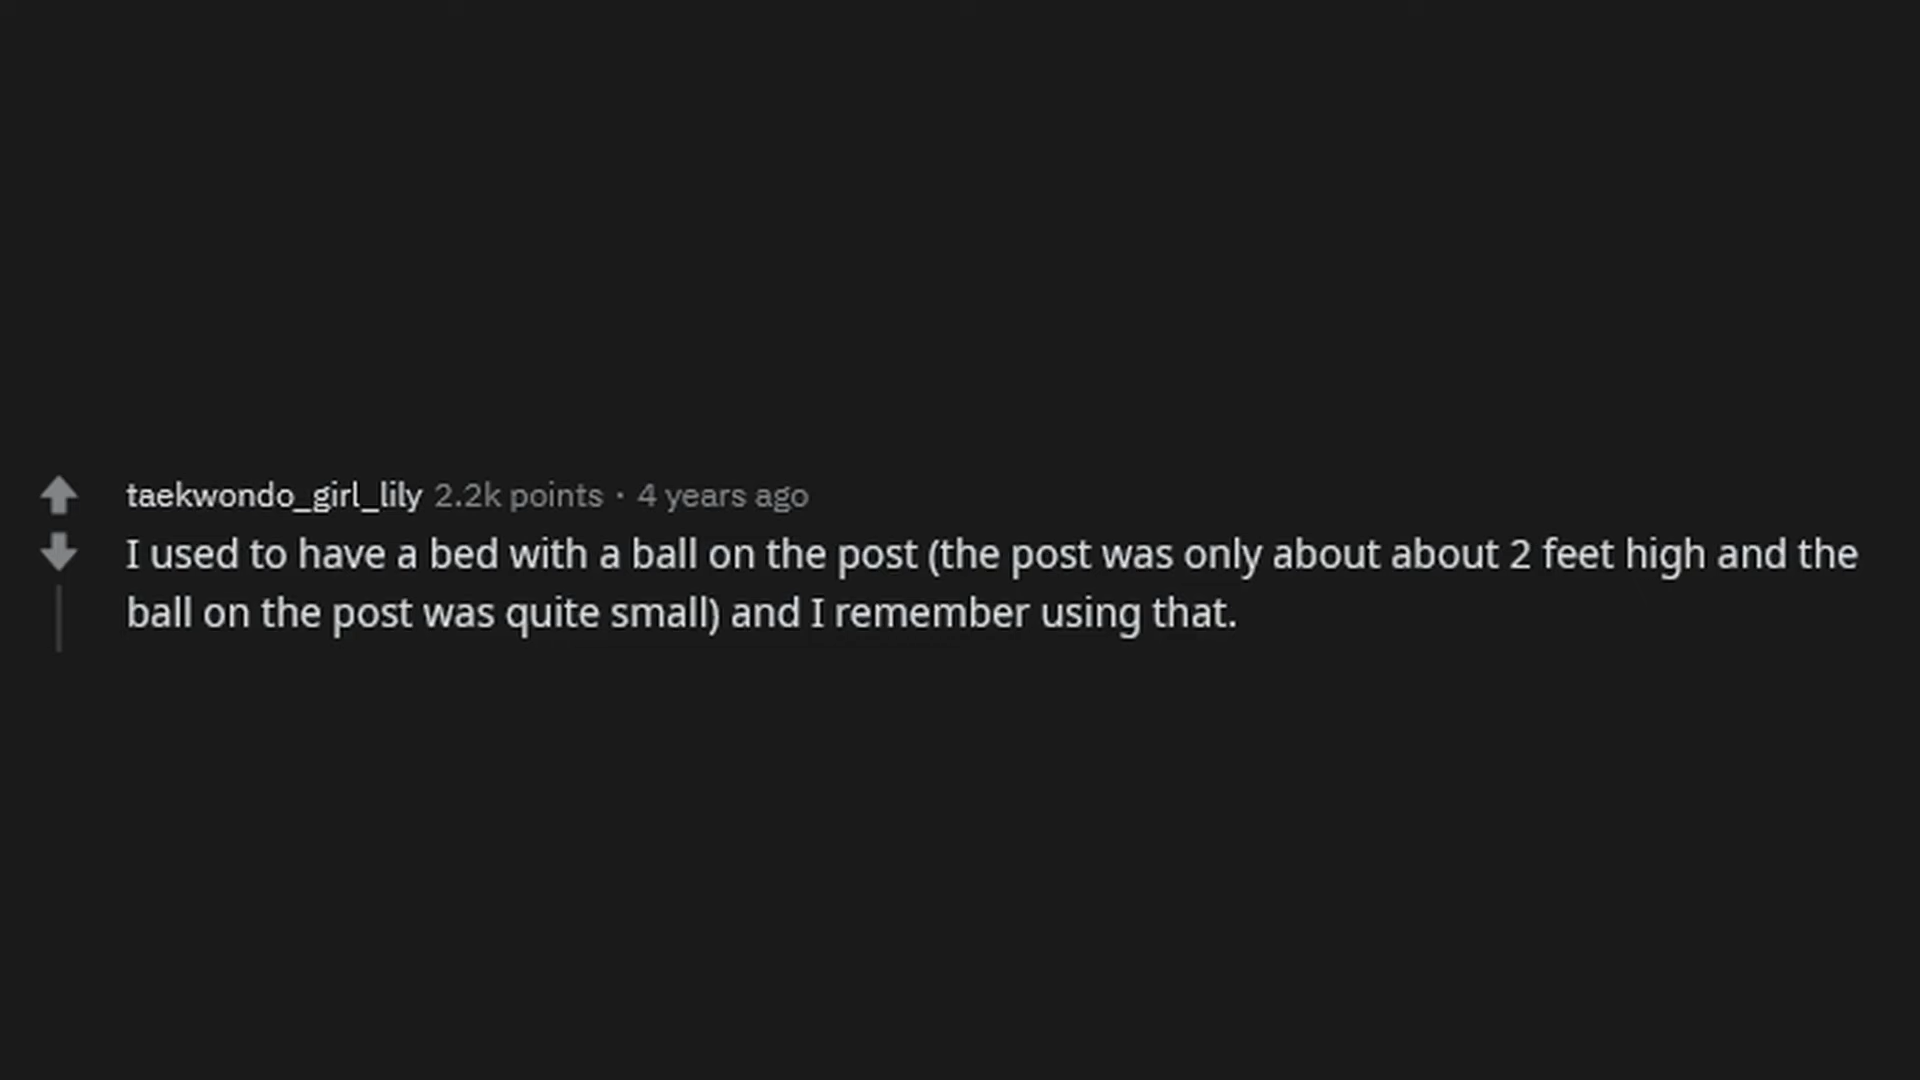 taekwondo_girl_lily 2.2k points · 4 years ago
I used to have a bed with a ball on the post (the post was only about about 2 feet high and the
ball on the post was quite small) and I remember using that.